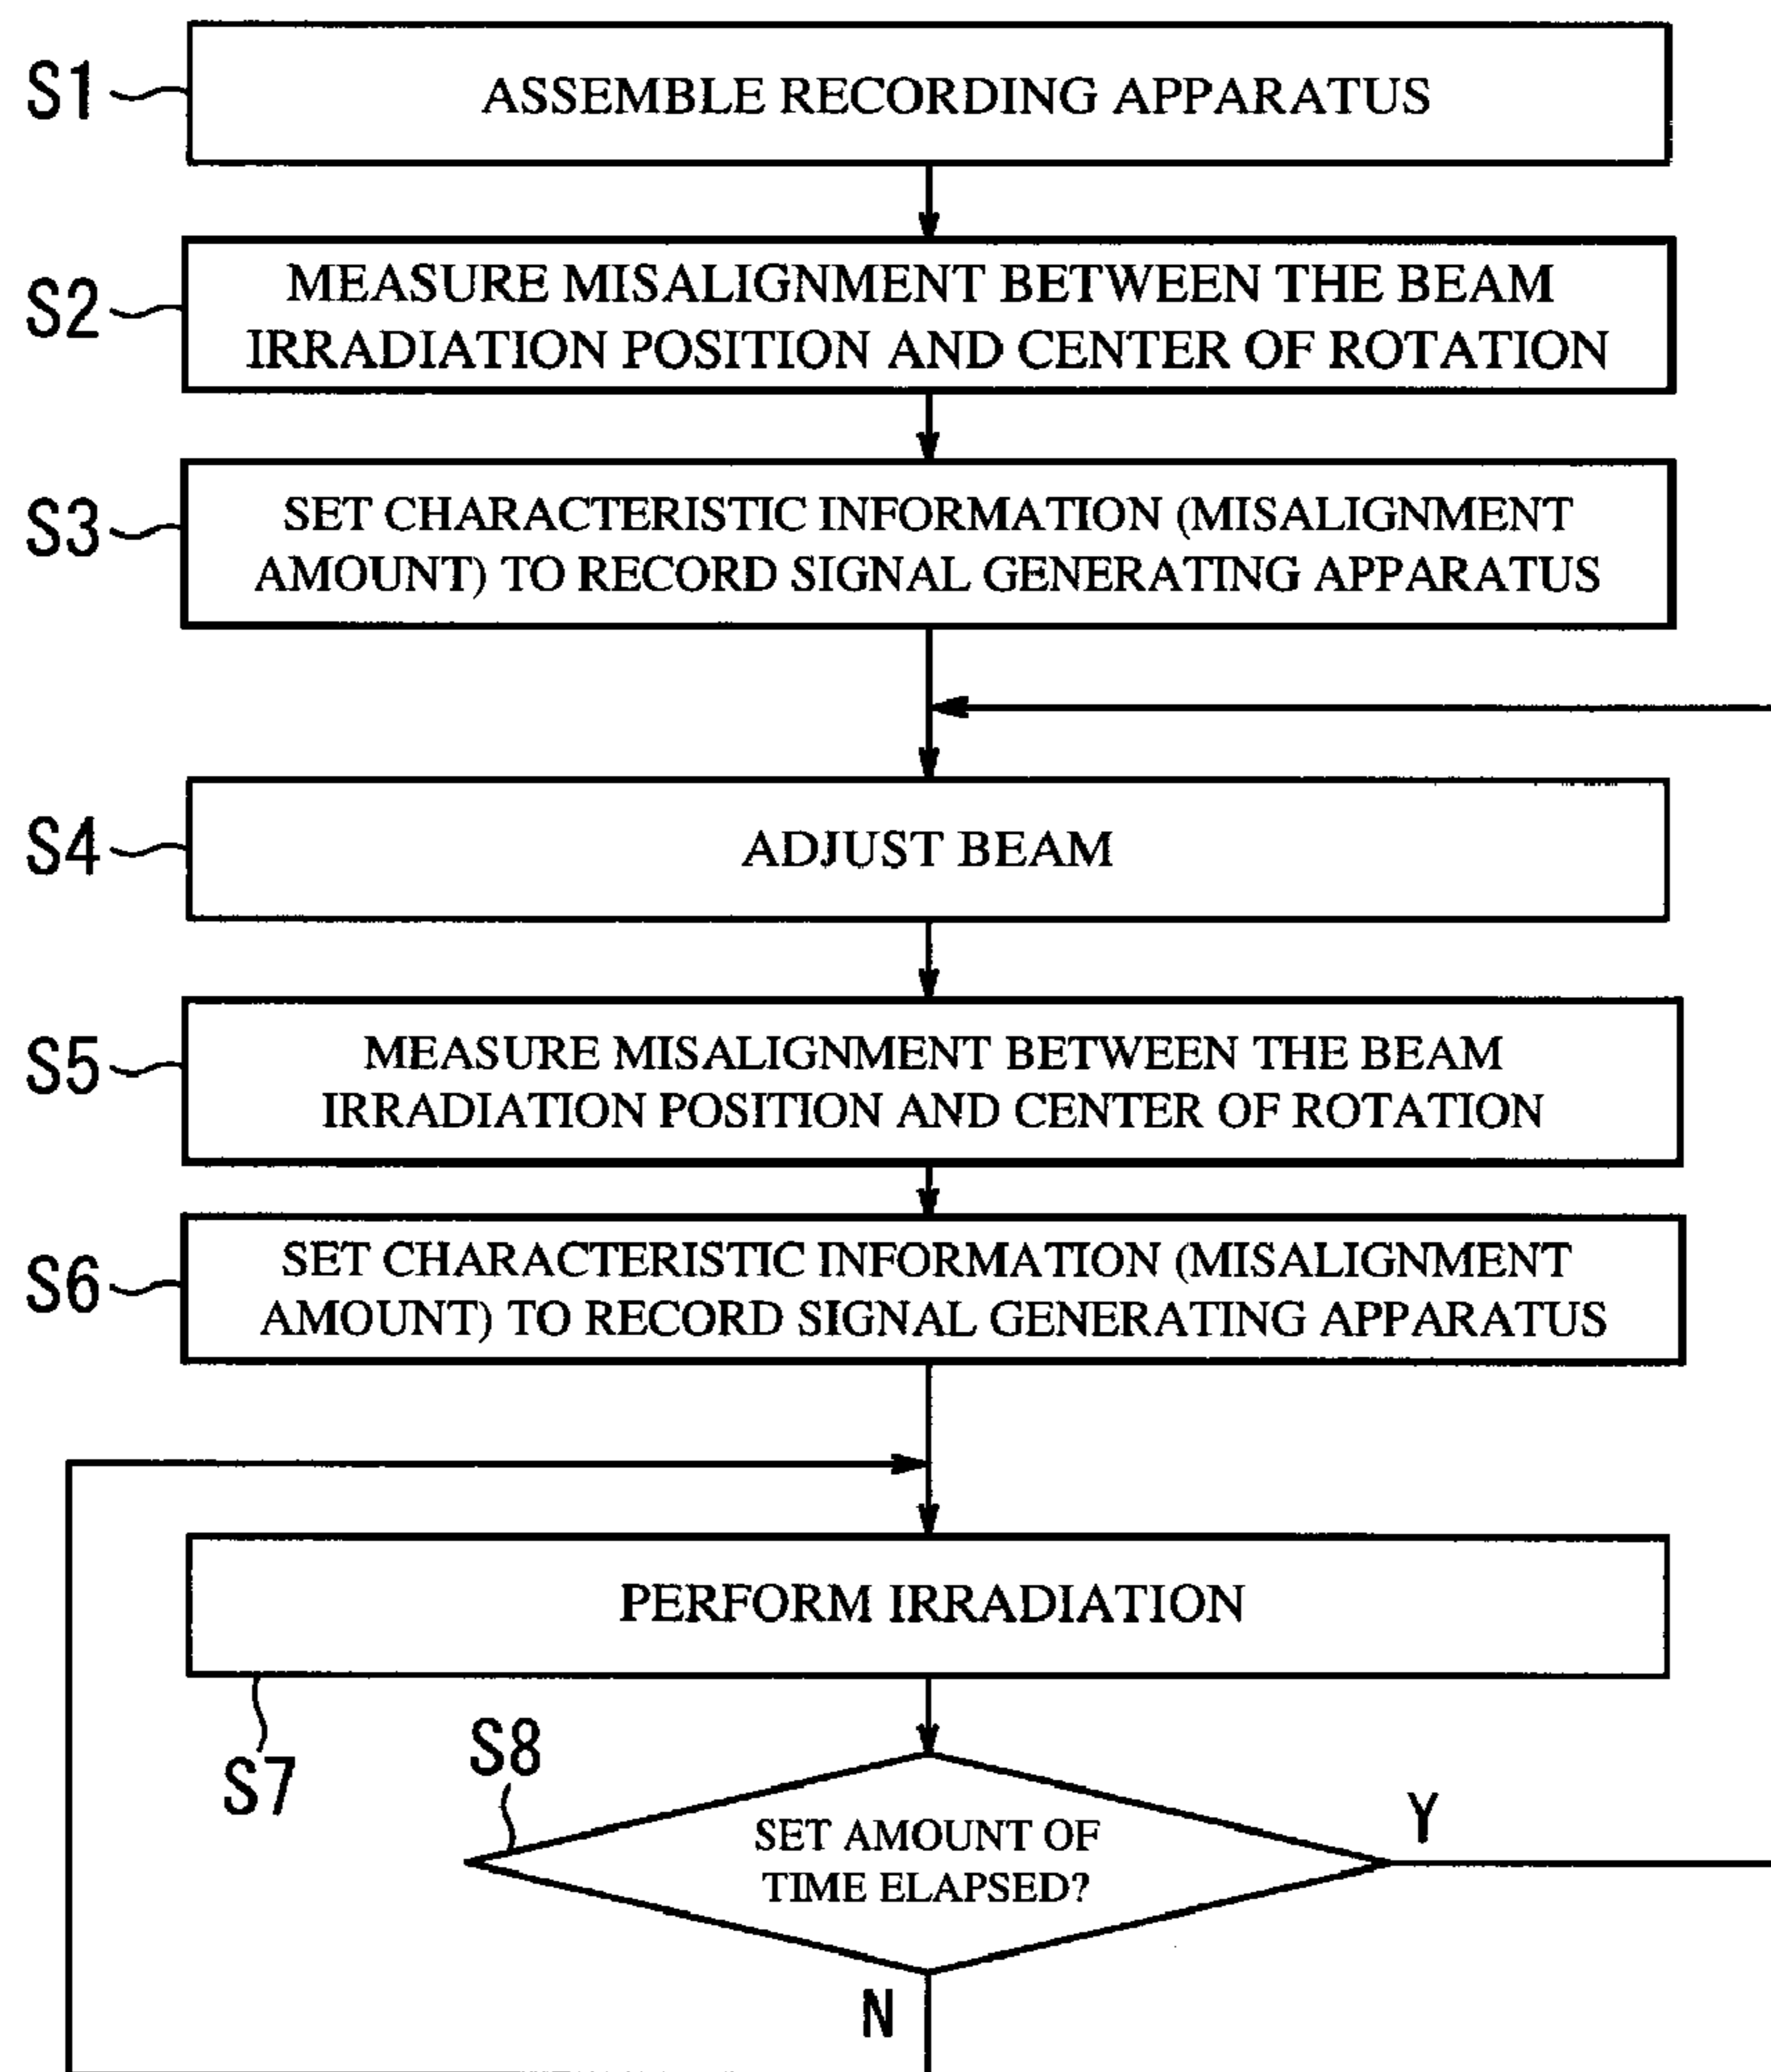 S1
ASSEMBLE RECORDING APPARATUS
S2
MEASURE MISALIGNMENT BETWEEN THE BEAM
IRRADIATION POSITION AND CENTER OF ROTATION
S3
SET CHARACTERISTIC INFORMATION (MISALIGNMENT
AMOUNT) TO RECORD SIGNAL GENERATING APPARATUS
S4
ADJUST BEAM
S5
MEASURE MISALIGNMENT BETWEEN THE BEAM
IRRADIATION POSITION AND CENTER OF ROTATION
S6
SET CHARACTERISTIC INFORMATION (MISALIGNMENT
AMOUNT) TO RECORD SIGNAL GENERATING APPARATUS
PERFORM IRRADIATION
S7
S8
SET AMOUNT OF
TIME ELAPSED?
Y
N